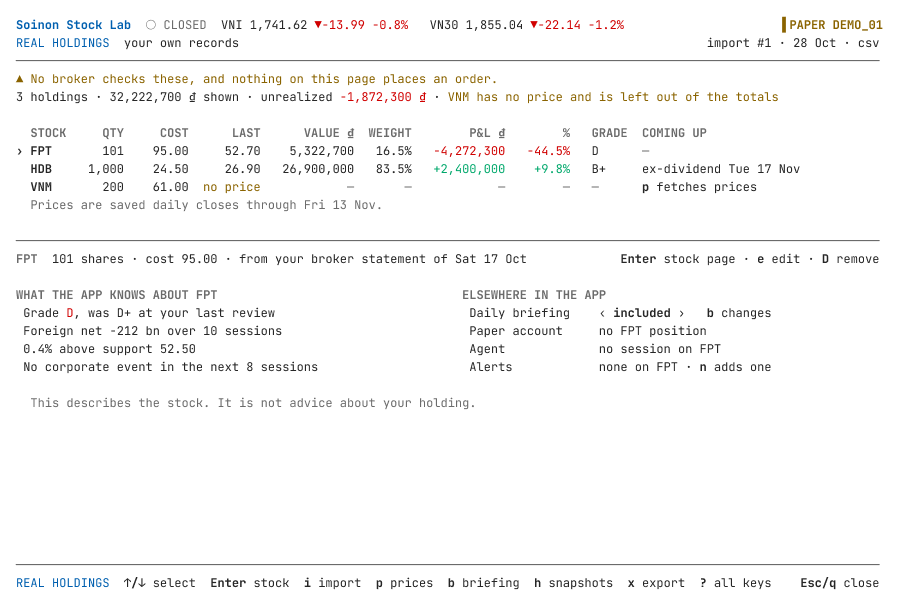 Soinon Stock Lab ○ CLOSED VNI 1,741.62 ▼-13.99 -0.8% VN30 1,855.04 ▼-22.14 -1.2% PAPER DEMO_01
REAL HOLDINGS your own records import #1 · 28 Oct · csv
▲ No broker checks these, and nothing on this page places an order.
3 holdings · 32,222,700 ₫ shown · unrealized -1,872,300 ₫ · VNM has no price and is left out of the totals
STOCK QTY COST LAST VALUE ₫ WEIGHT P&L ₫ % GRADE COMING UP
› FPT 101 95.00 52.70 5,322,700 16.5% -4,272,300 -44.5% D —
HDB 1,000 24.50 26.90 26,900,000 83.5% +2,400,000 +9.8% B+ ex-dividend Tue 17 Nov
VNM 200 61.00 no price — — — — — p fetches prices
Prices are saved daily closes through Fri 13 Nov.
FPT 101 shares · cost 95.00 · from your broker statement of Sat 17 Oct Enter stock page · e edit · D remove
WHAT THE APP KNOWS ABOUT FPT ELSEWHERE IN THE APP
Grade D, was D+ at your last review Daily briefing ‹ included › b changes
Foreign net -212 bn over 10 sessions Paper account no FPT position
0.4% above support 52.50 Agent no session on FPT
No corporate event in the next 8 sessions Alerts none on FPT · n adds one
This describes the stock. It is not advice about your holding.
REAL HOLDINGS ↑/↓ select Enter stock i import p prices b briefing h snapshots x export ? all keys Esc/q close